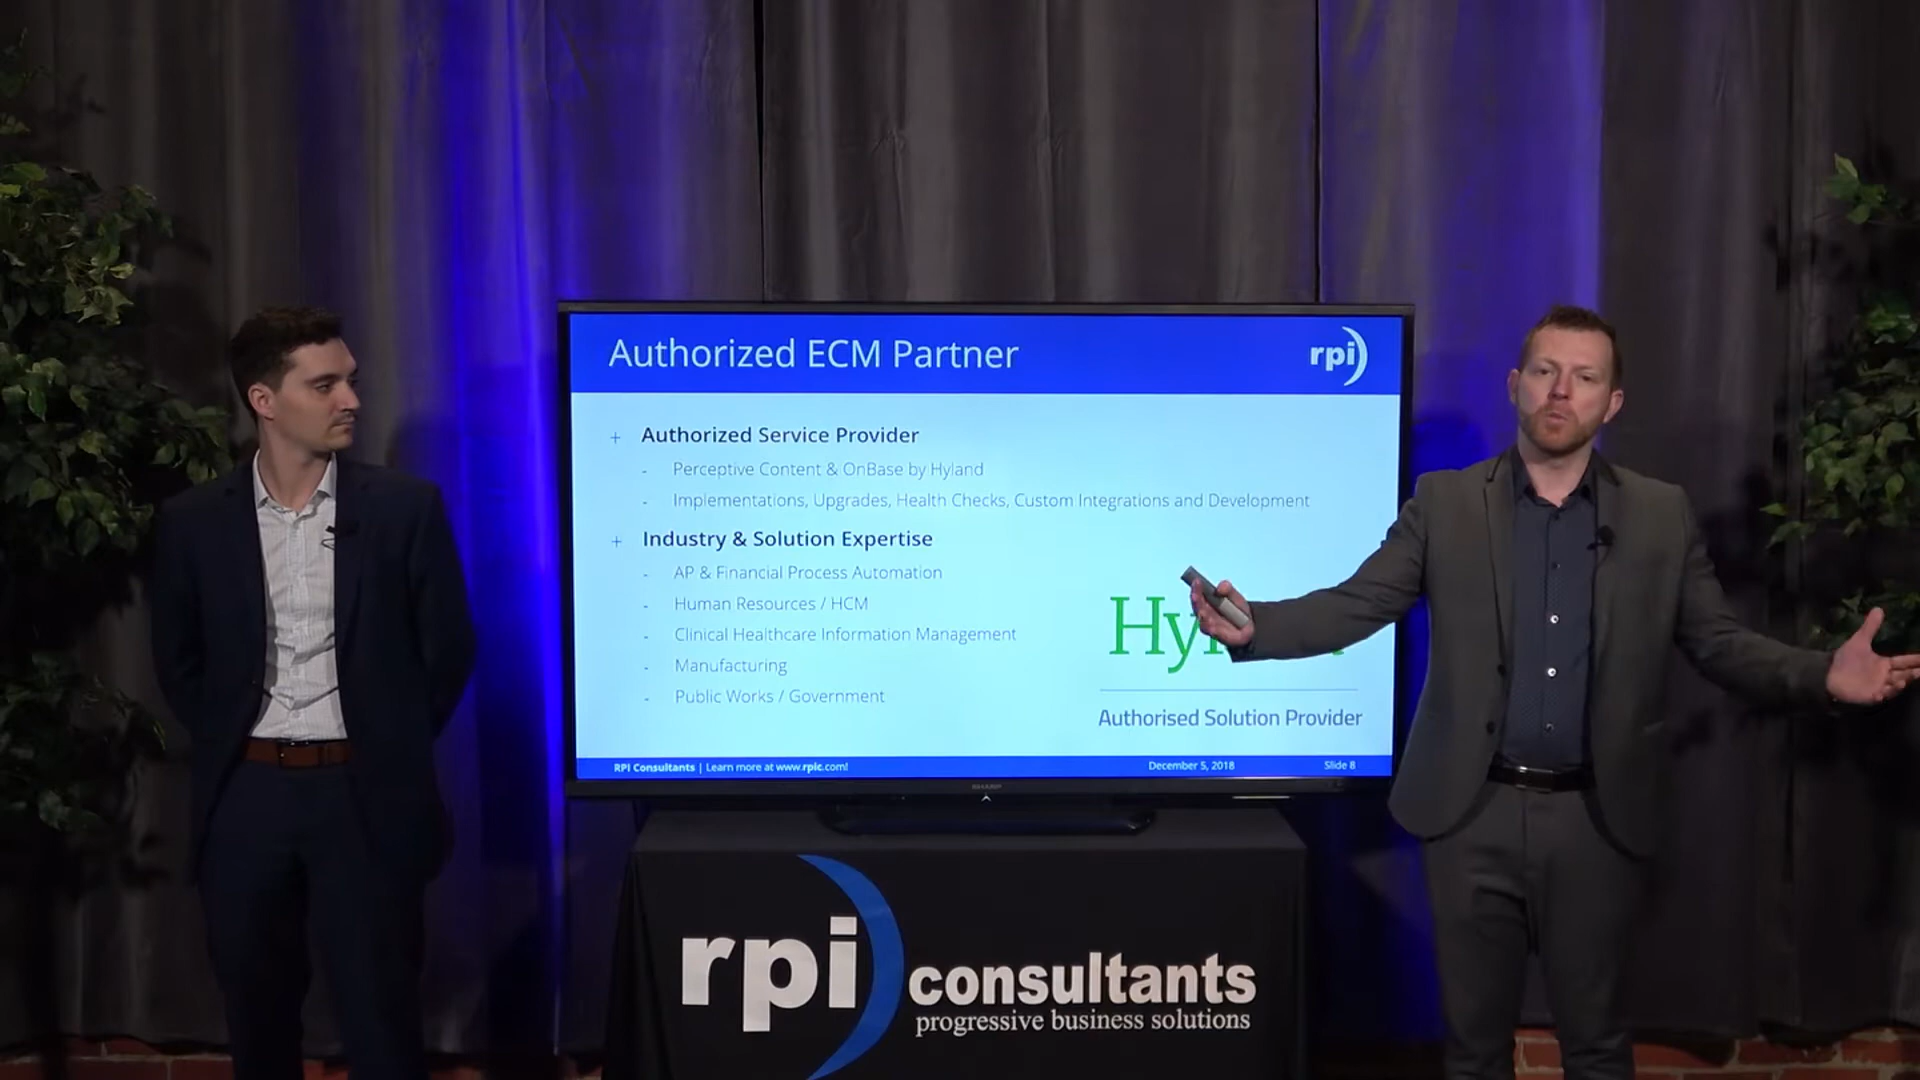 Authorized ECM Partner
rpi
+ Authorized Service Provider
- Perceptive Content & OnBase by Hyland
- Implementations, Upgrades, Health Checks, Custom Integrations and Development
+ Industry & Solution Expertise
- AP & Financial Process Automation
- Human Resources / HCM
- Clinical Healthcare Information Management
- Manufacturing
- Public Works / Government
Hy
Authorised Solution Provider
RPI Consultants | Learn more at www.rpic.com!
December 5, 2018
Slide 8
SHARP
rpi consultants
progressive business solutions